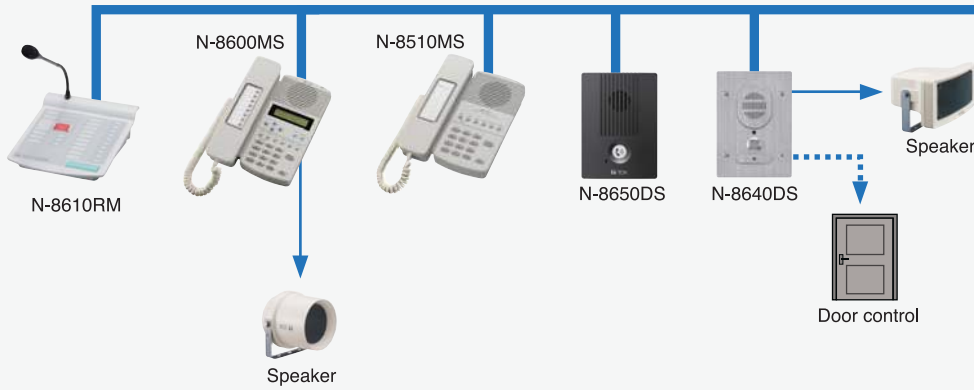 N-8600MS
N-8510MS
Speaker
N-8610RM
N-8650DS
N-8640DS
Door control
Speaker